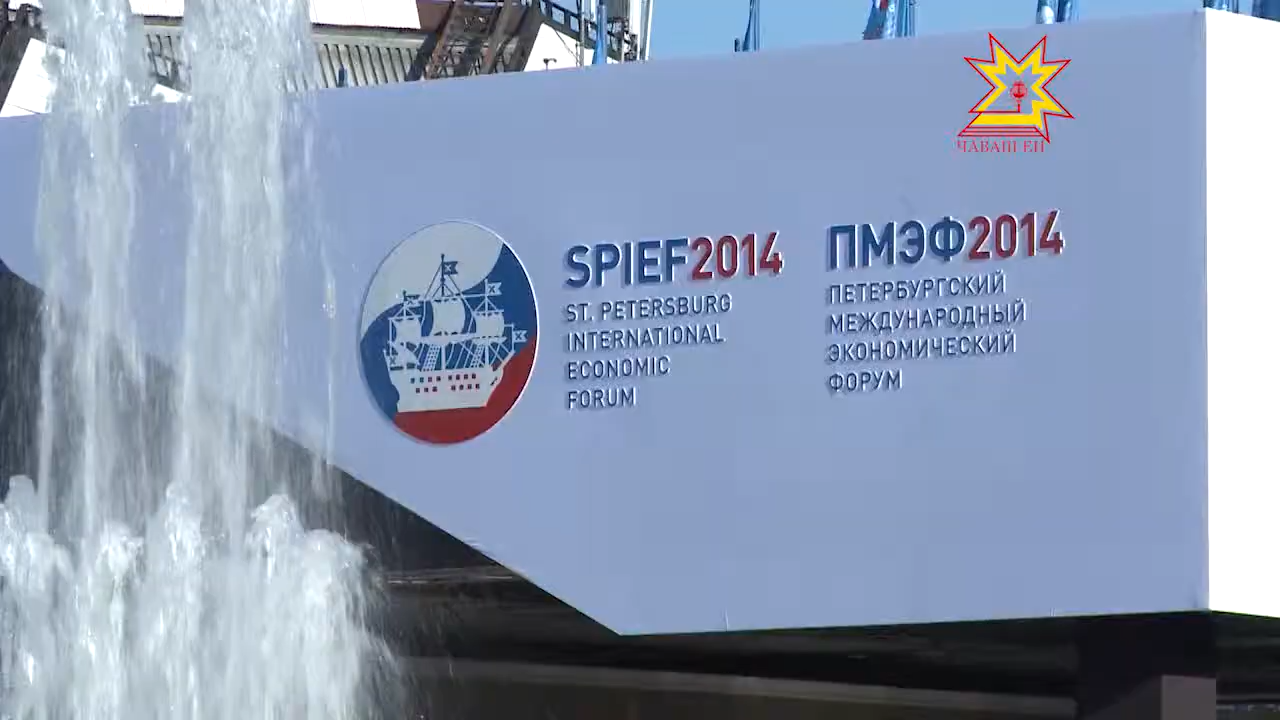 ЧАВАШ ЕН
SPIEF2014
ST. PETERSBURG
INTERNATIONAL
ECONOMIC
FORUM
ПМЭФ2014
ПЕТЕРБУРГСКИЙ
МЕЖДУНАРОДНЫЙ
ЭКОНОМИЧЕСКИЙ
ФОРУМ